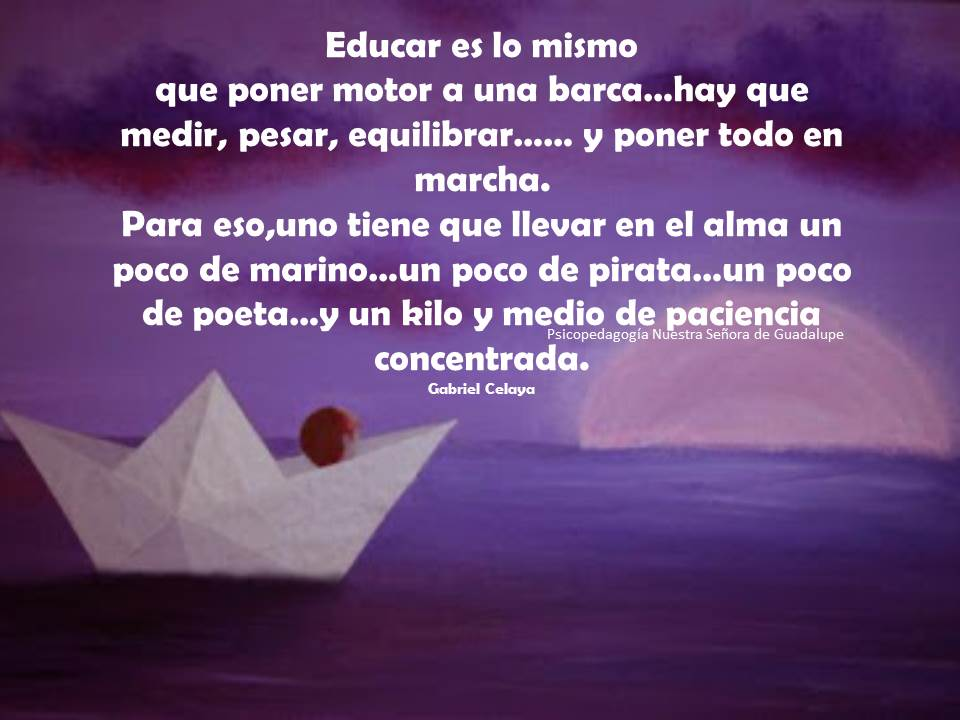 Educar es lo mismo
que poner motor a una barca...hay que
medir, pesar, equilibrar...... y poner todo en
marcha.
Para eso,uno tiene que llevar en el alma un
poco de marino...un poco de pirata...un poco
de poeta...y un kilo y medio de paciencia
Psicopedagogía Nuestra Señora de Guadalupe
concentrada.
Gabriel Celaya